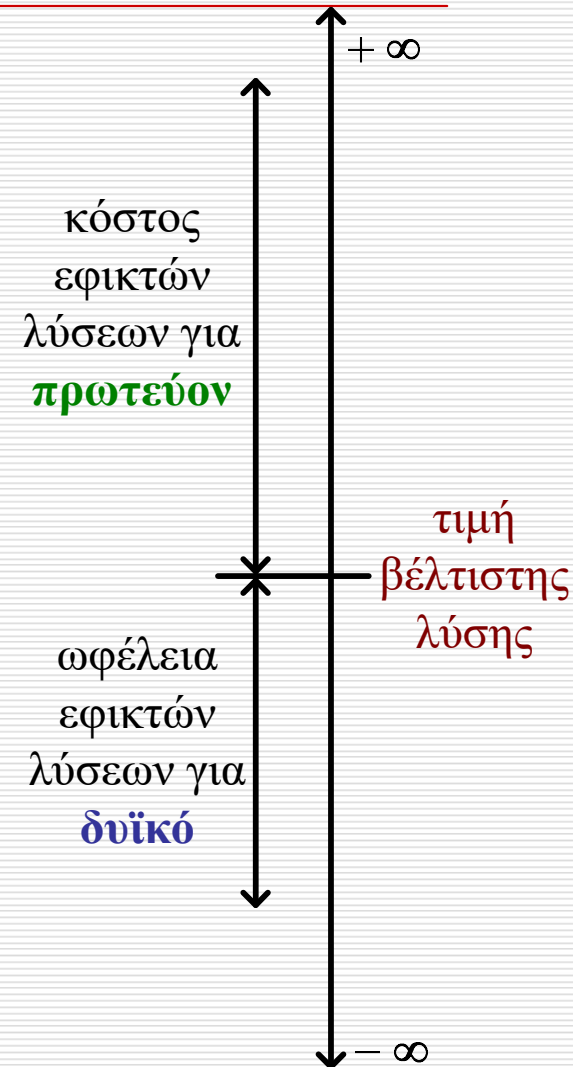 + ∞
κόστος
εφικτών
λύσεων για
πρωτεύον
τιμή
βέλτιστης
λύσης
ωφέλεια
εφικτών
λύσεων για
δυϊκό
− ∞